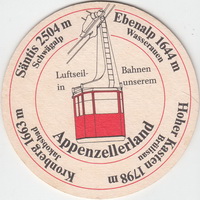 Säntis 2504 m
Schwägalp
Ebenalp 1644 m
Wasserauen
Luftseil-
Bahnen
in
unserem
Appenzellerland
Hoher Kasten 1798 m
Brülisau
Kronberg 1663 m
Jakobsbad